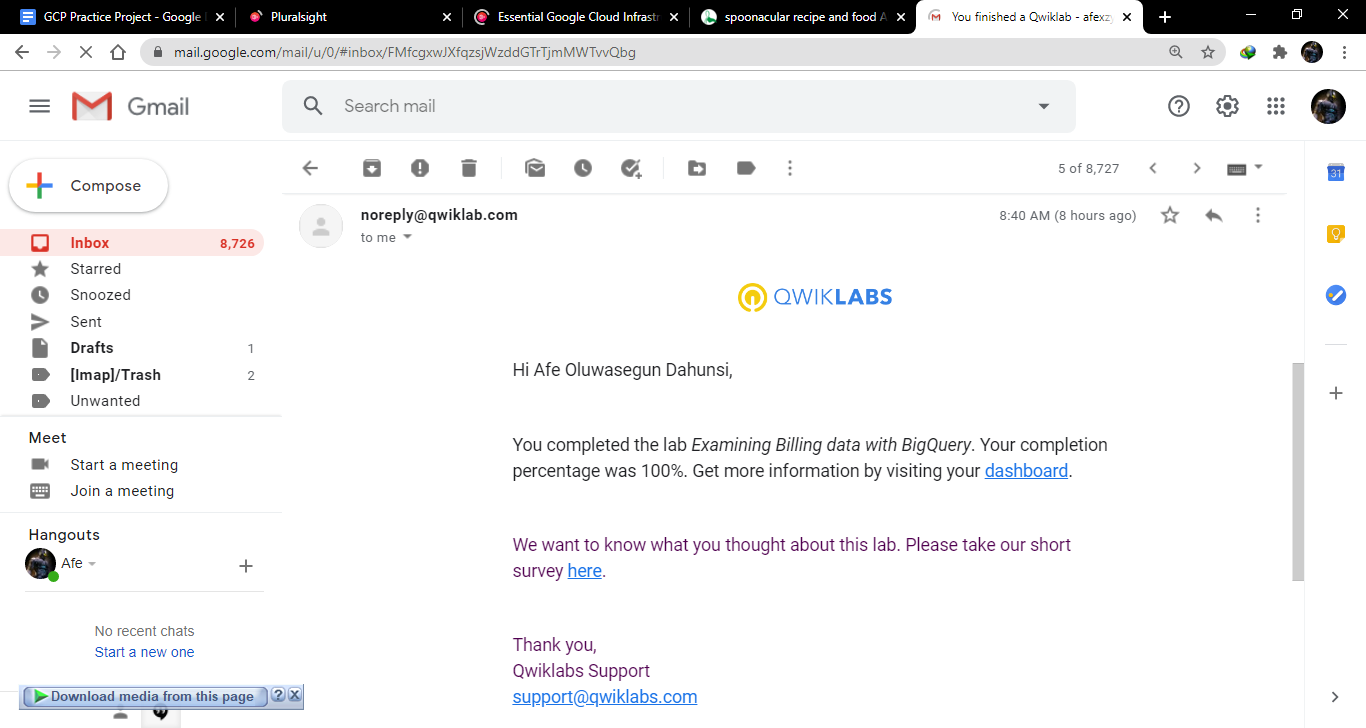 GCP Practice Project - Google
Pluralsight
Essential Google Cloud Infrastr
spoonacular recipe and food A
You finished a Qwiklab - afexzy
mail.google.com/mail/u/0/#inbox/FMfcgxwJXfqzsjWzddGTrTjmMWTvvQbg
Gmail
Search mail
Compose
5 of 8,727
31
noreply@qwiklab.com
8:40 AM (8 hours ago)
to me
Inbox 8,726
Starred
Snoozed
Sent
Drafts 1
[Imap]/Trash 2
Unwanted
Meet
Start a meeting
Join a meeting
Hangouts
Afe
No recent chats
Start a new one
Download media from this page ?
QWIKLABS
Hi Afe Oluwasegun Dahunsi,
You completed the lab Examining Billing data with BigQuery. Your completion
percentage was 100%. Get more information by visiting your dashboard.
We want to know what you thought about this lab. Please take our short
survey here.
Thank you,
Qwiklabs Support
support@qwiklabs.com